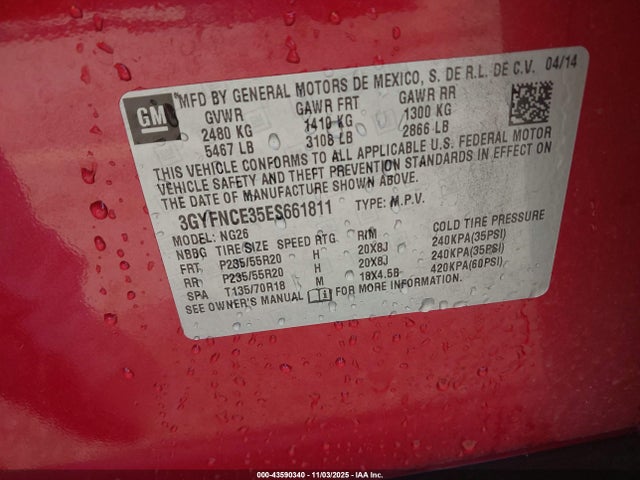 GM
MFD BY GENERAL MOTORS DE MEXICO, S. DE R.L. DE C.V. 04/14
GVWR GAWR FRT GAWR RR
2480 KG 1410 KG 1300 KG
5467 LB 3108 LB 2866 LB
THIS VEHICLE CONFORMS TO ALL APPLICABLE U.S. FEDERAL MOTOR
VEHICLE SAFETY AND THEFT PREVENTION STANDARDS IN EFFECT ON
THE DATE OF MANUFACTURE SHOWN ABOVE.
3GYFNCE35ES661811 TYPE: M.P.V.
MODEL: NG26
NBBG TIRE/SIZE SPEED RTG RIM COLD TIRE PRESSURE
FRT P235/55R20 H 20X8J 240KPA(35PSI)
RR P235/55R20 H 20X8J 240KPA(35PSI)
SPA T135/70R18 M 18X4.5B 420KPA(60PSI)
SEE OWNER'S MANUAL FOR MORE INFORMATION.
000-43590340 - 11/03/2025 - IAA Inc.